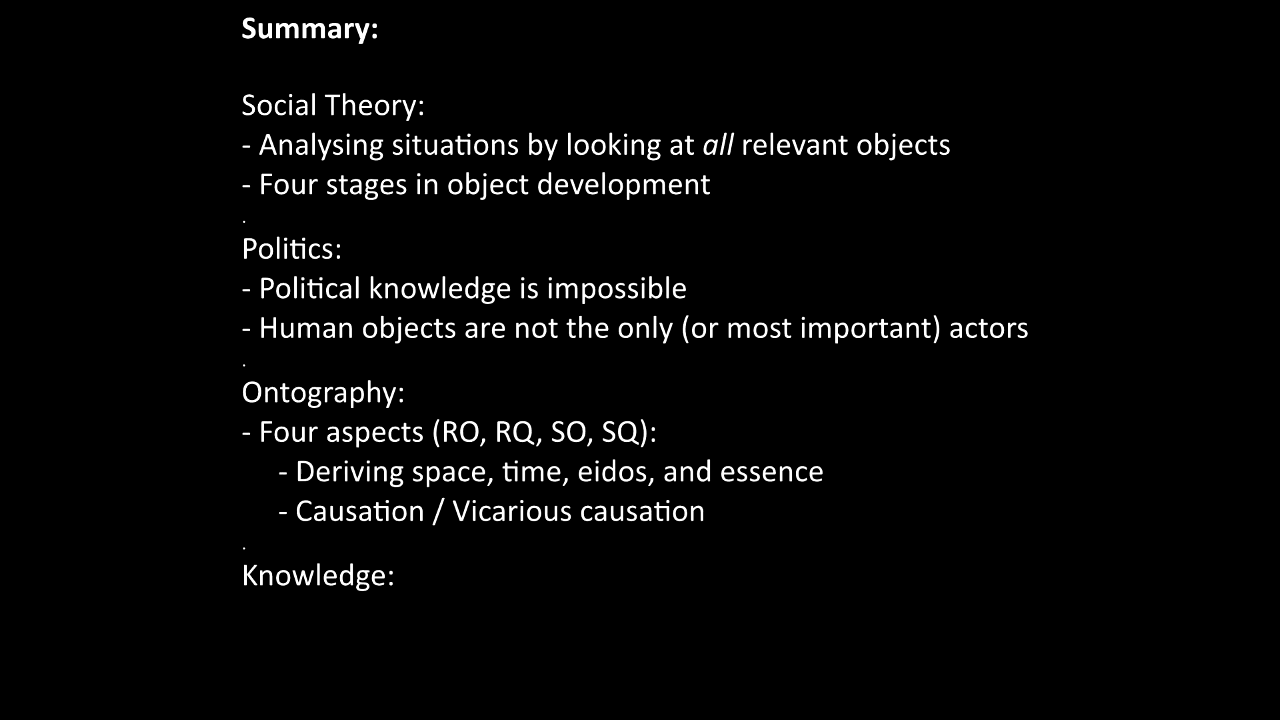 Summary:
Social Theory:
- Analysing situations by looking at all relevant objects
- Four stages in object development
.
Politics:
- Political knowledge is impossible
- Human objects are not the only (or most important) actors
.
Ontography:
- Four aspects (RO, RQ, SO, SQ):
- Deriving space, time, eidos, and essence
- Causation / Vicarious causation
.
Knowledge: